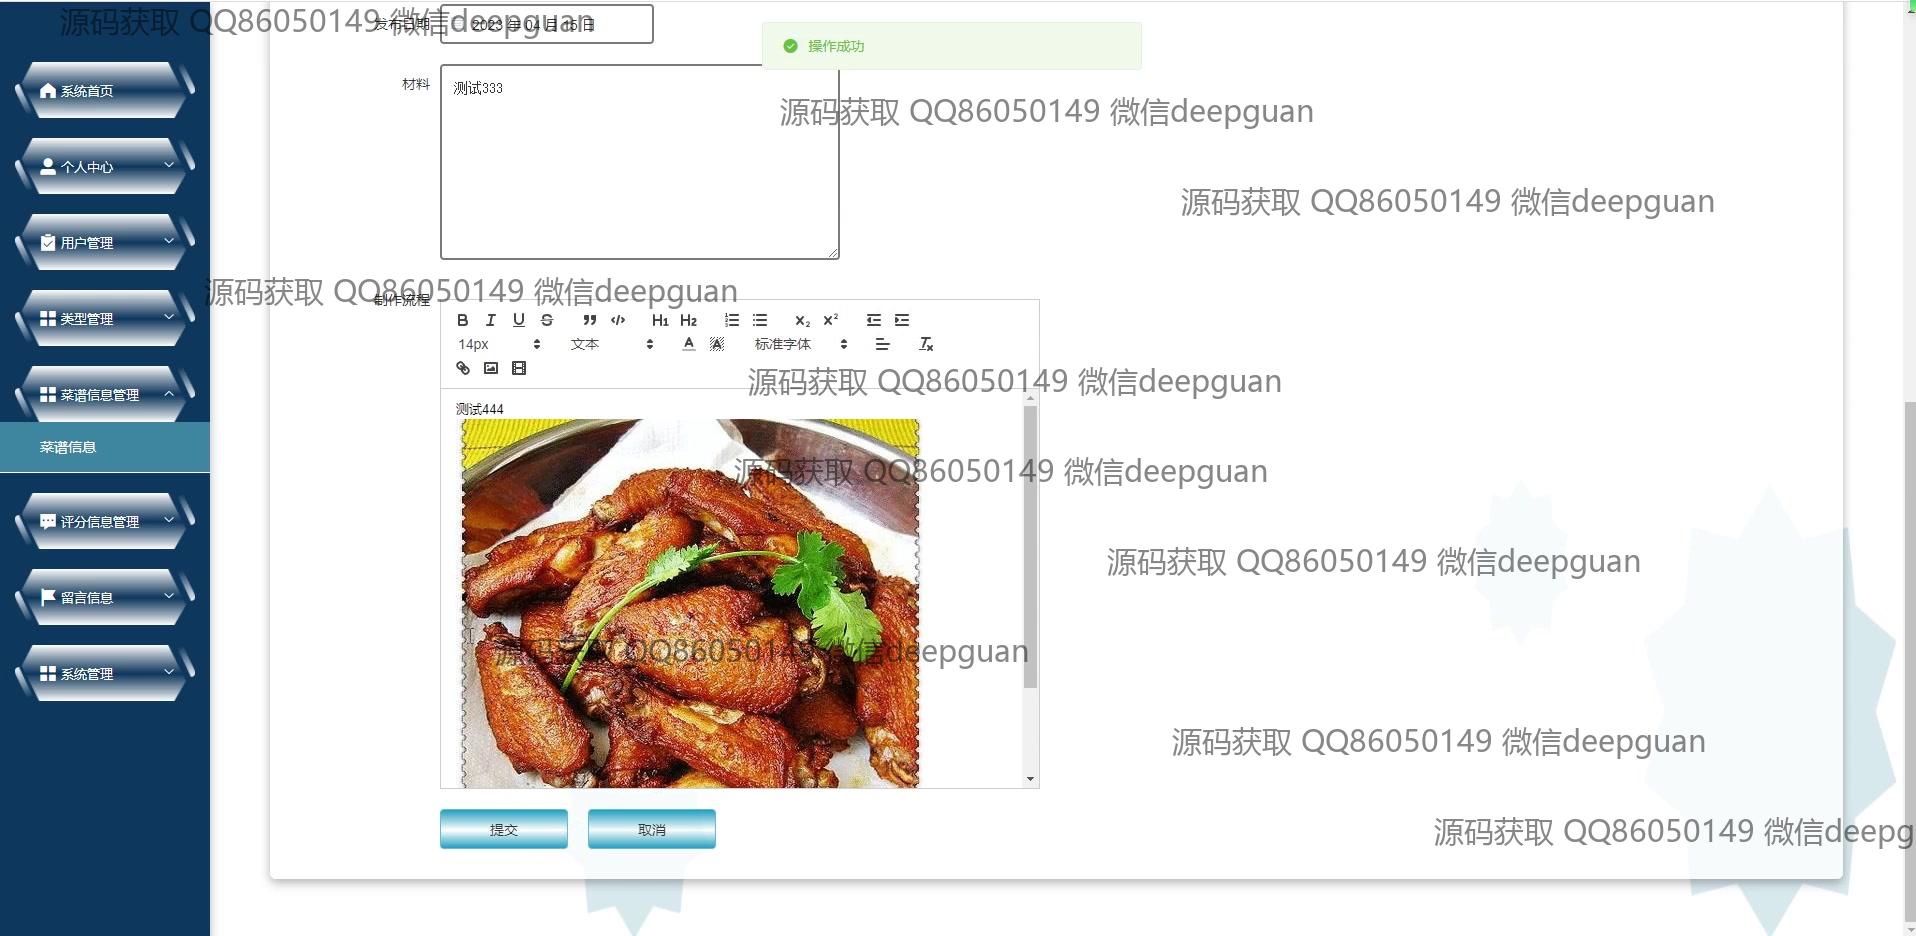 源码获取 QQ86050149 微信deepguan
发布日期
2023 年 04 月 15 日
操作成功
系统首页
材料
测试333
源码获取 QQ86050149 微信deepguan
个人中心
源码获取 QQ86050149 微信deepguan
用户管理
源码获取 QQ86050149 微信deepguan
制作流程
类型管理
B I U S H1 H2 X2 X2
14px 文本 A A 标准字体 Tx
源码获取 QQ86050149 微信deepguan
菜谱信息管理
测试444
菜谱信息
源码获取 QQ86050149 微信deepguan
评分信息管理
源码获取 QQ86050149 微信deepguan
留言信息
源码获取 QQ86050149 微信deepguan
系统管理
源码获取 QQ86050149 微信deepguan
提交
取消
源码获取 QQ86050149 微信deepg